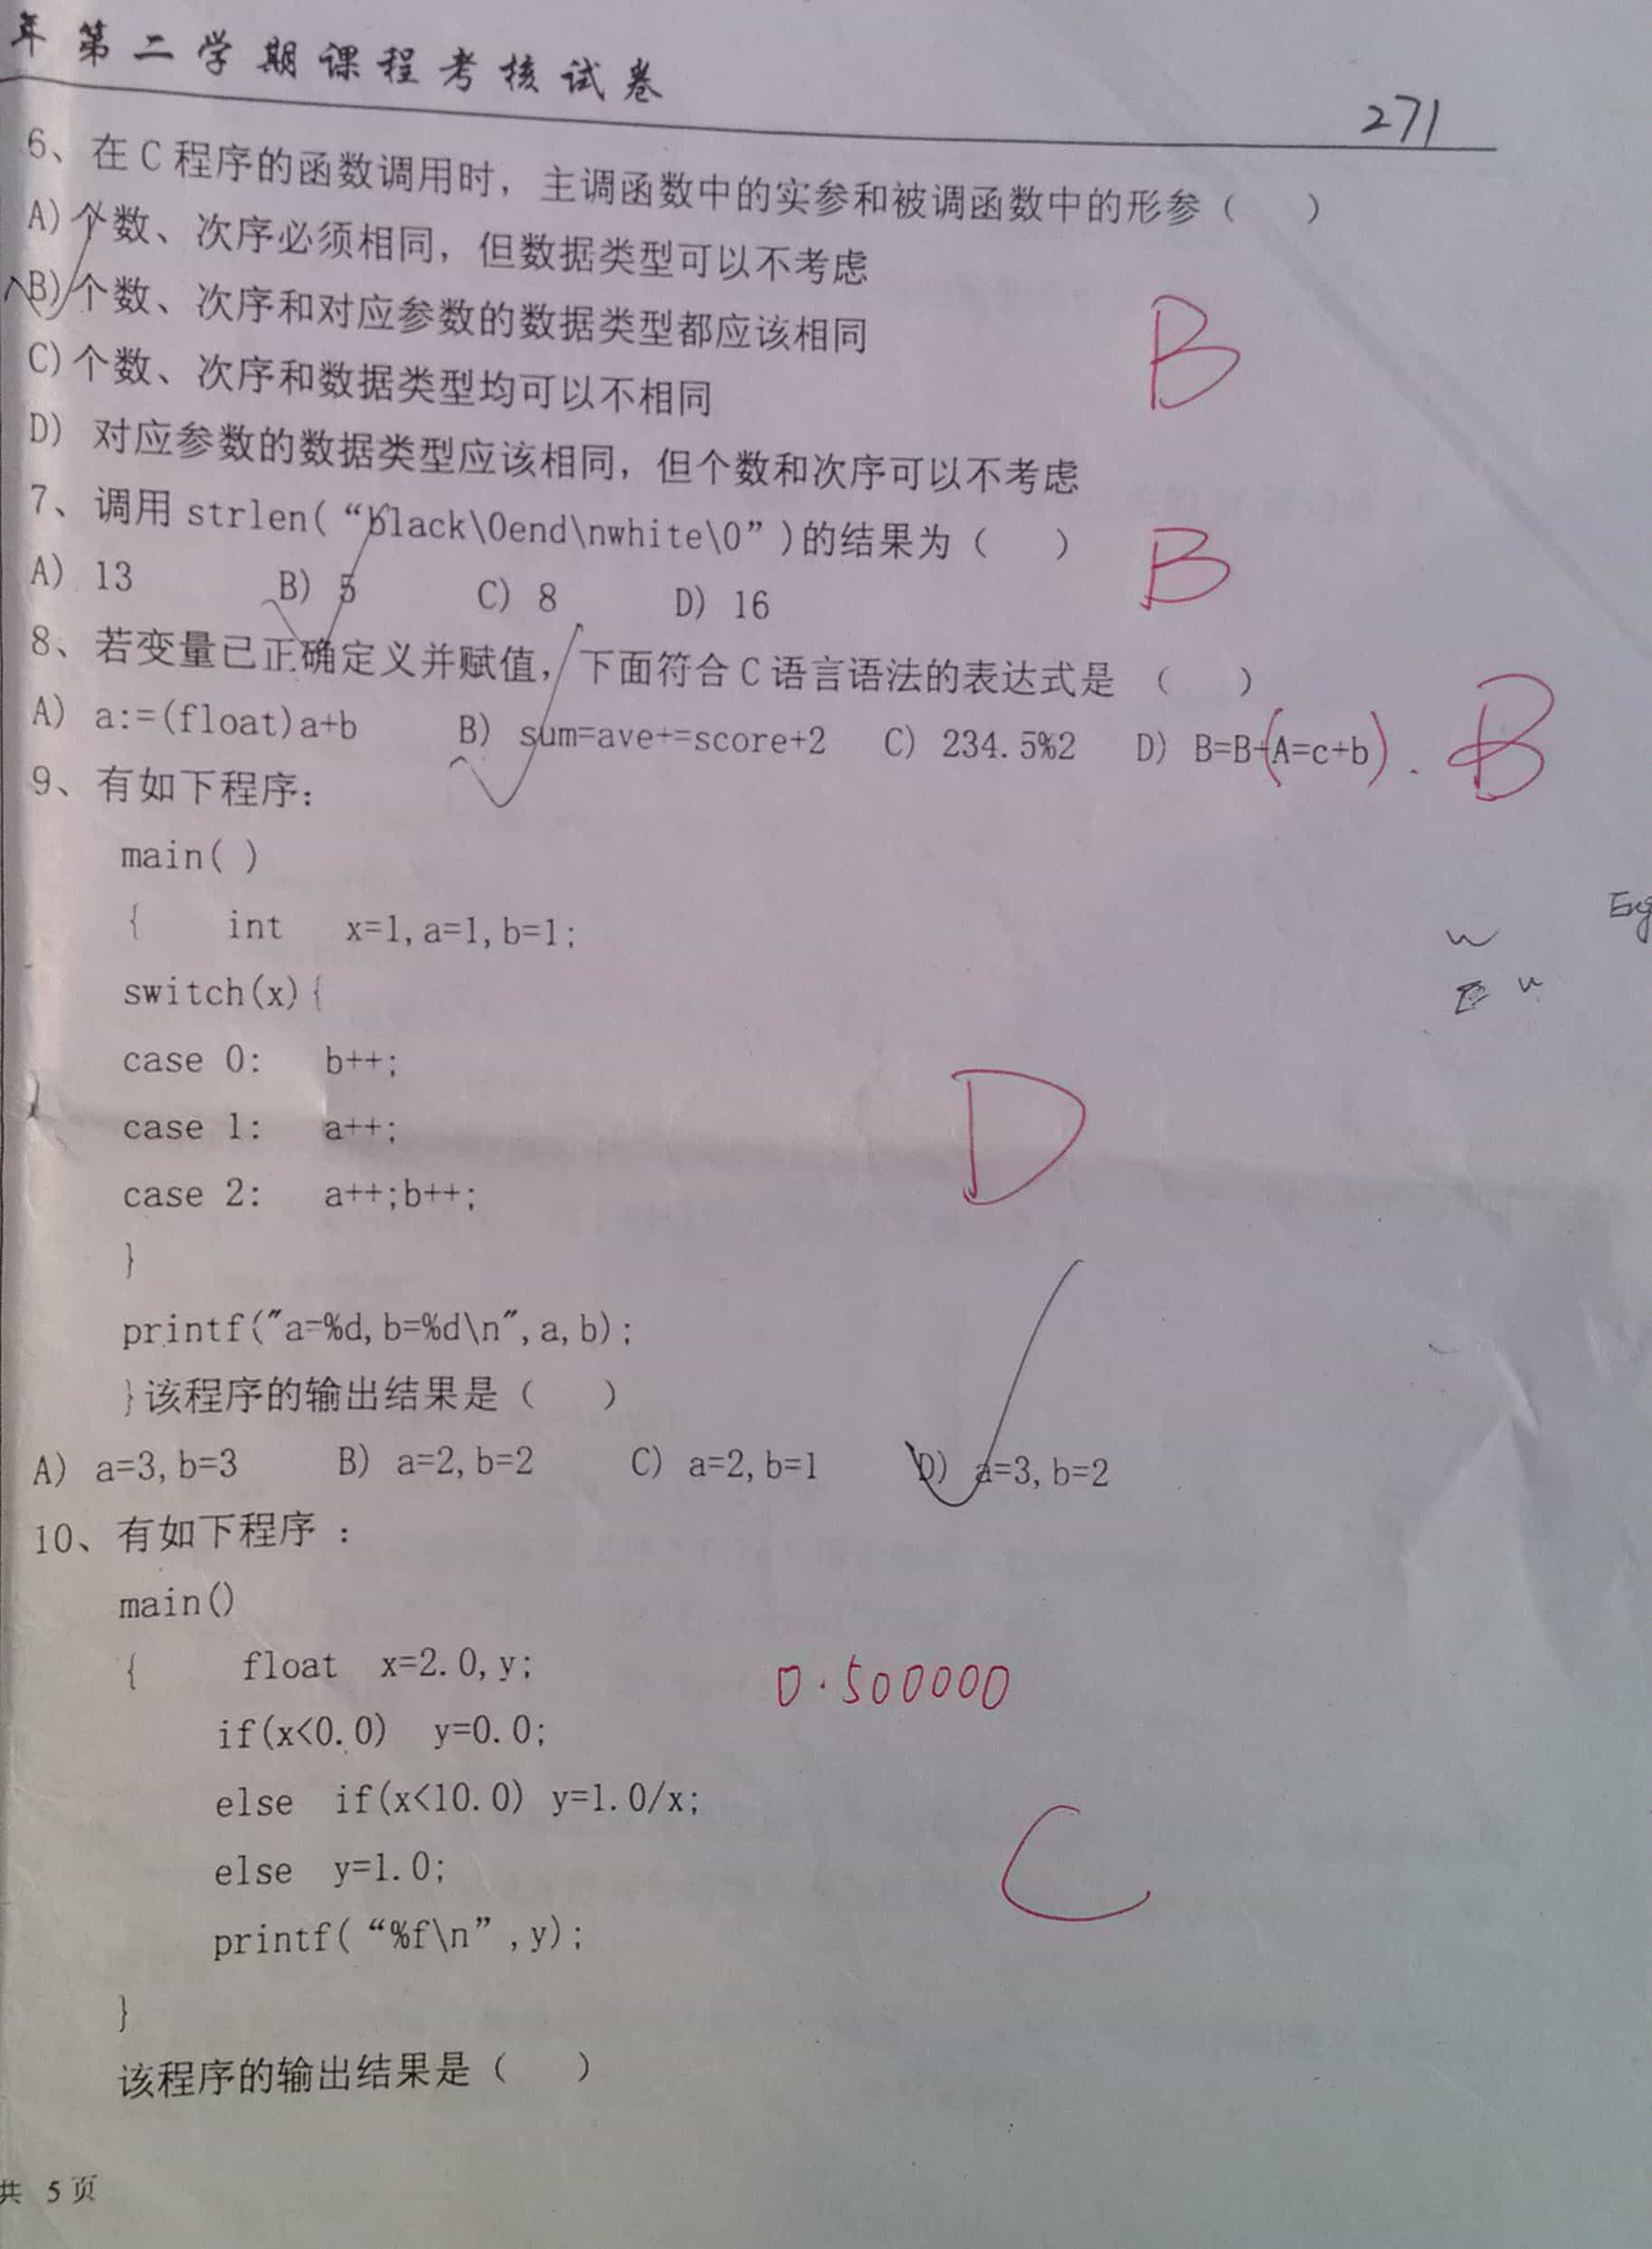 年第二学期课程考核试卷
271
6、在C程序的函数调用时，主调函数中的实参和被调函数中的形参（　　）
A)个数、次序必须相同，但数据类型可以不考虑
B)个数、次序和对应参数的数据类型都应该相同
B
C)个数、次序和数据类型均可以不相同
D) 对应参数的数据类型应该相同，但个数和次序可以不考虑
7、调用 strlen(“black\0end\nwhite\0”)的结果为（　　）
B
A) 13 B) 5 C) 8 D) 16
8、若变量已正确定义并赋值，下面符合C语言语法的表达式是 （　　）
A) a:=(float)a+b B) sum=ave+=score+2 C) 234.5%2 D) B=B+(A=c+b).
B
9、有如下程序：
main( )
{ int x=1,a=1,b=1;
switch(x){
case 0: b++;
case 1: a++;
D
case 2: a++;b++;
}
printf("a=%d,b=%d\n",a,b);
}该程序的输出结果是（　　）
A) a=3,b=3 B) a=2,b=2 C) a=2,b=1 D) a=3,b=2
10、有如下程序 ：
main()
{ float x=2.0,y;
0.500000
if(x<0.0) y=0.0;
else if(x<10.0) y=1.0/x;
else y=1.0;
C
printf(“%f\n”,y);
}
该程序的输出结果是（　　）
共 5 页